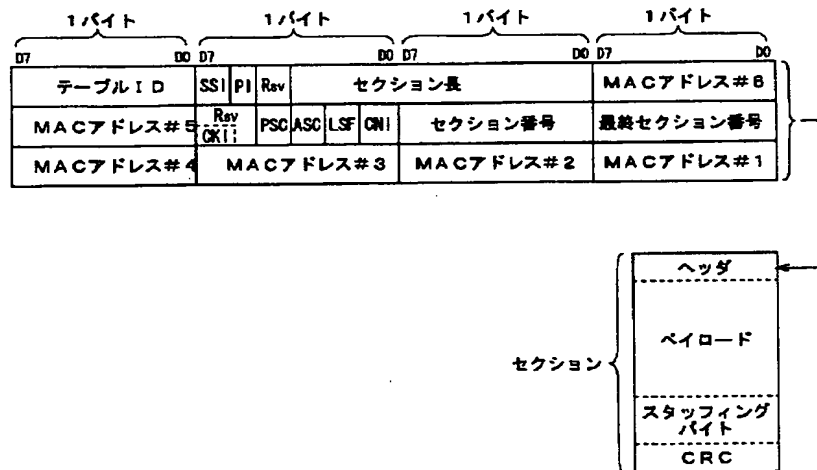 1バイト 1バイト 1バイト 1バイト
D7 D0 D7 D0 D7 D0 D7 D0
テーブルID SSI PI Rsv セクション長 MACアドレス#6
MACアドレス#5 Rsv CKI PSC ASC LSF CNI セクション番号 最終セクション番号
MACアドレス#4 MACアドレス#3 MACアドレス#2 MACアドレス#1
ヘッダ
ペイロード
セクション
スタッフィング
バイト
CRC